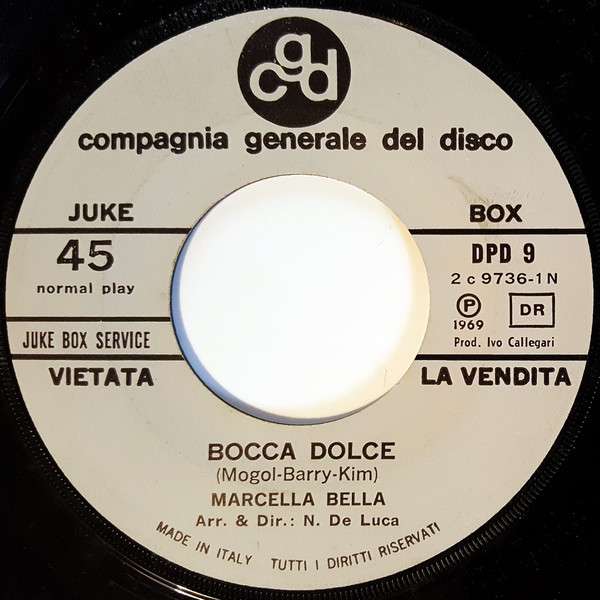 cgd
compagnia generale del disco
JUKE BOX
45
normal play
DPD 9
2 c 9736-1 N
P DR
1969
JUKE BOX SERVICE
Prod. Ivo Callegari
VIETATA LA VENDITA
BOCCA DOLCE
(Mogol-Barry-Kim)
MARCELLA BELLA
Arr. & Dir.: N. De Luca
MADE IN ITALY TUTTI I DIRITTI RISERVATI